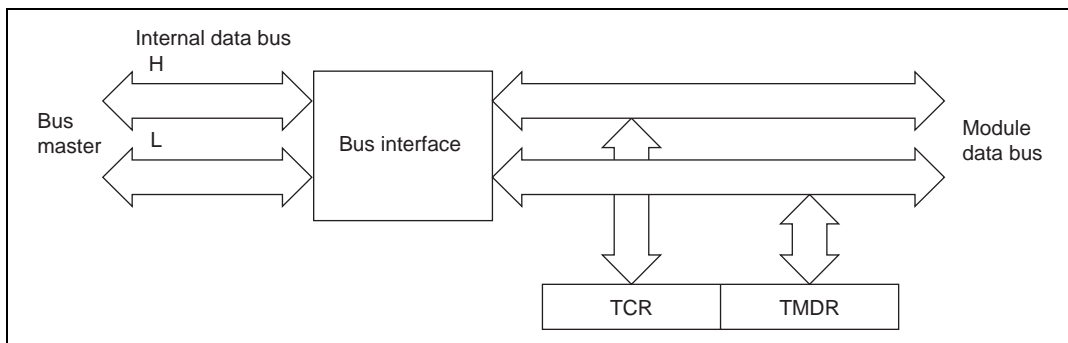 Internal data bus
H
Bus
master
L
Bus interface
Module
data bus
TCR
TMDR